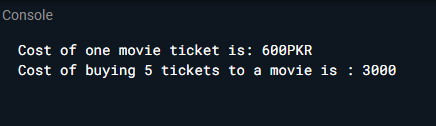 Console
Cost of one movie ticket is: 600PKR
Cost of buying 5 tickets to a movie is : 3000